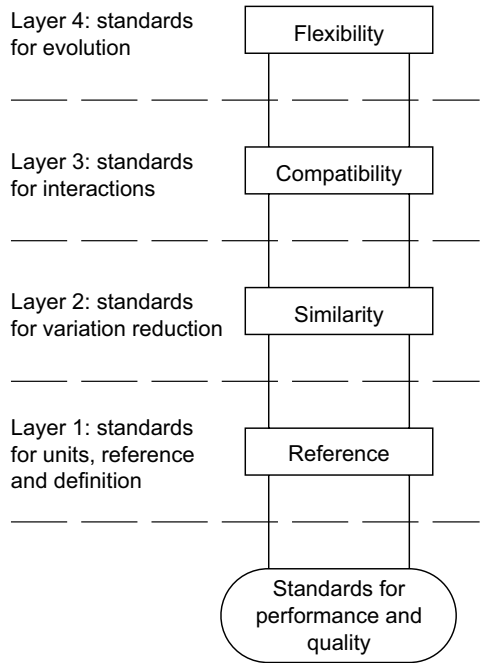 Layer 4: standards
for evolution
Flexibility
Layer 3: standards
for interactions
Compatibility
Layer 2: standards
for variation reduction
Similarity
Layer 1: standards
for units, reference
and definition
Reference
Standards for
performance and
quality